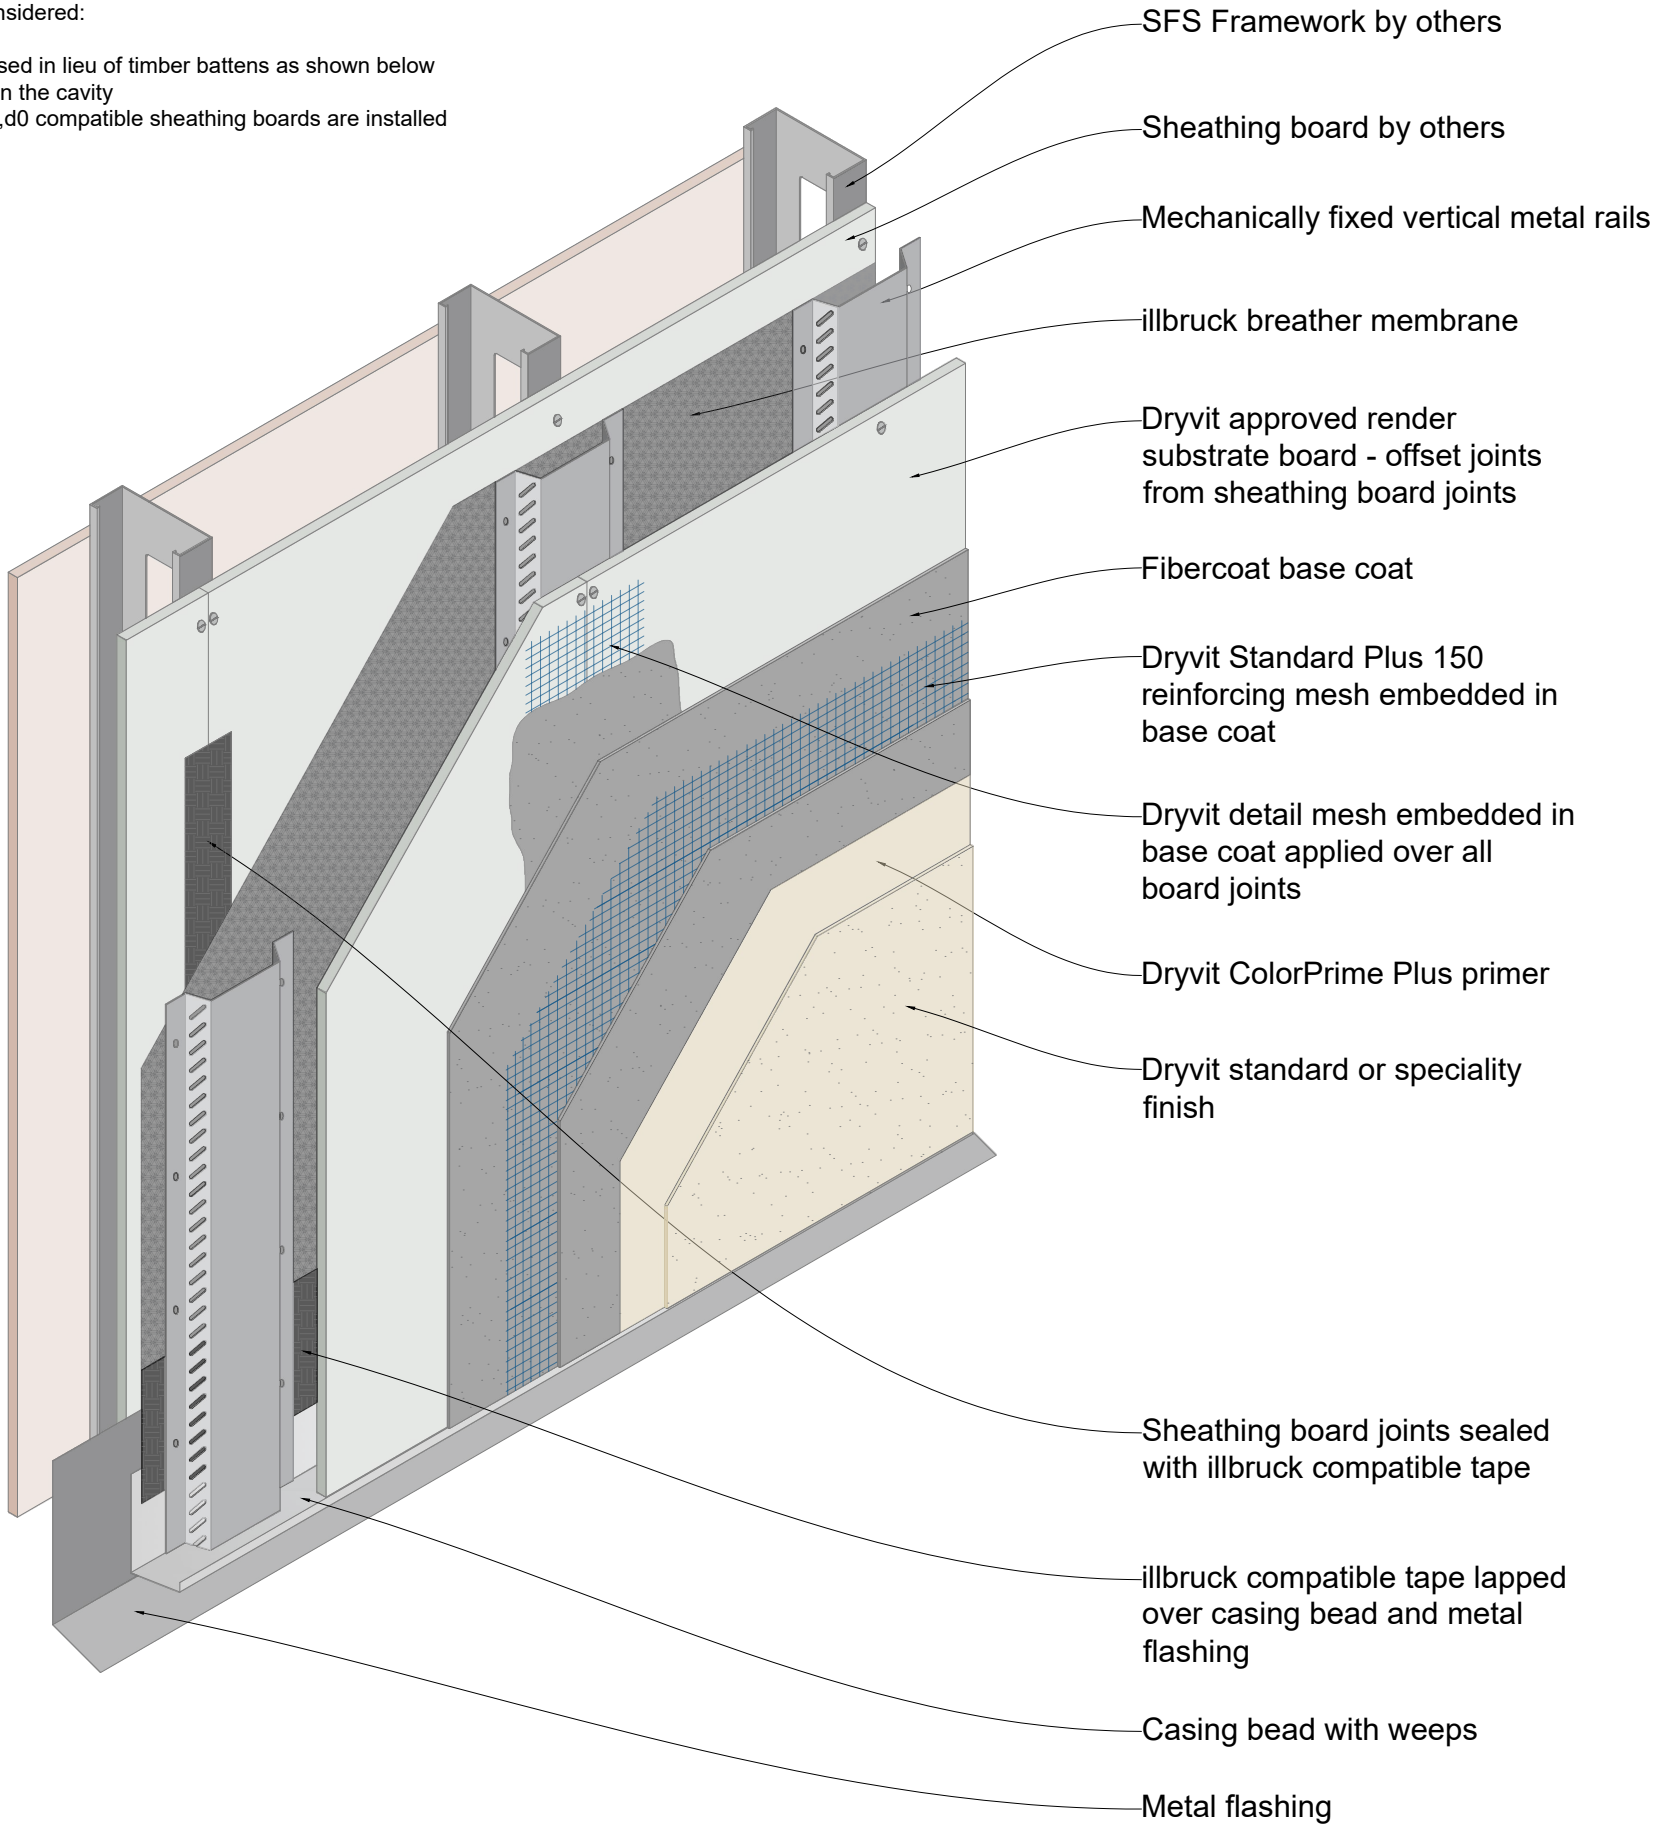 nsidered:
sed in lieu of timber battens as shown below
n the cavity
,d0 compatible sheathing boards are installed
SFS Framework by others
Sheathing board by others
Mechanically fixed vertical metal rails
illbruck breather membrane
Dryvit approved render
substrate board - offset joints
from sheathing board joints
Fibercoat base coat
Dryvit Standard Plus 150
reinforcing mesh embedded in
base coat
Dryvit detail mesh embedded in
base coat applied over all
board joints
Dryvit ColorPrime Plus primer
Dryvit standard or speciality
finish
Sheathing board joints sealed
with illbruck compatible tape
illbruck compatible tape lapped
over casing bead and metal
flashing
Casing bead with weeps
Metal flashing